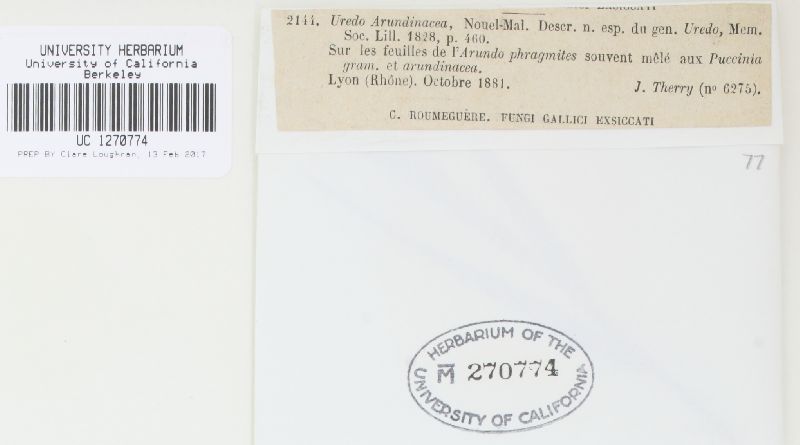 UNIVERSITY HERBARIUM
University of California
Berkeley
UC 1270774
PREP BY Clare Loughran, 13 Feb 2017
2144. Uredo Arundinacea, Nouel-Mal. Descr. n. esp. du gen. Uredo, Mem.
Soc. Lill. 1828, p. 460.
Sur les feuilles de l'Arundo phragmites souvent mêlé aux Puccinia
gram. et arundinacea.
Lyon (Rhône). Octobre 1881. J. Therry (nº 6275).
C. ROUMEGUÈRE. FUNGI GALLICI EXSICCATI
77
HERBARIUM OF THE
M̅ 270774
UNIVERSITY OF CALIFORNIA